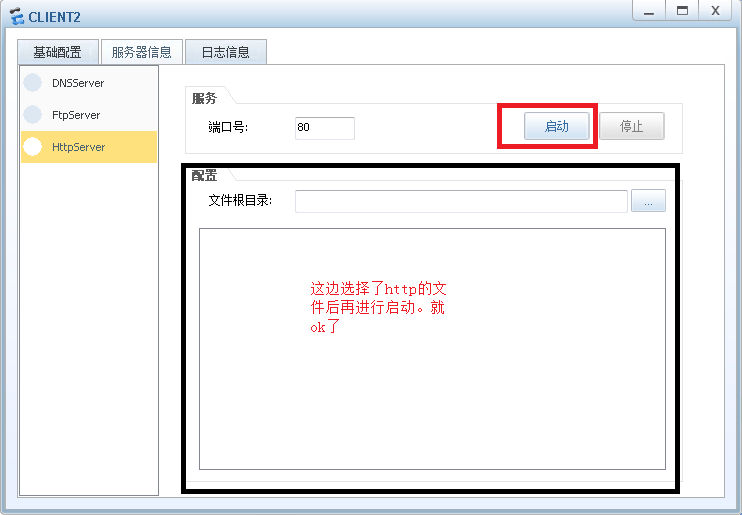 CLIENT2
基础配置 服务器信息 日志信息
DNSServer
FtpServer
HttpServer
服务
端口号: 80 启动 停止
配置
文件根目录: ...
这边选择了http的文
件后再进行启动。就
ok了